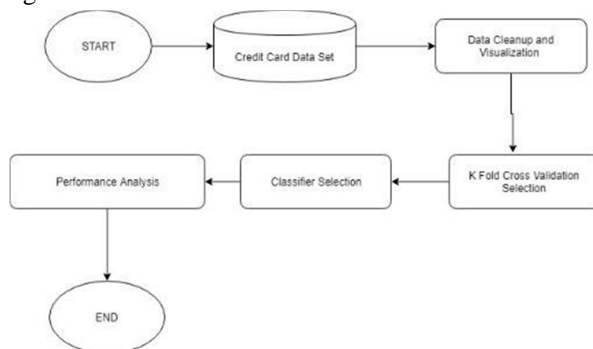 START
Credit Card Data Set
Data Cleanup and
Visualization
Performance Analysis
Classifier Selection
K Fold Cross Validation
Selection
END